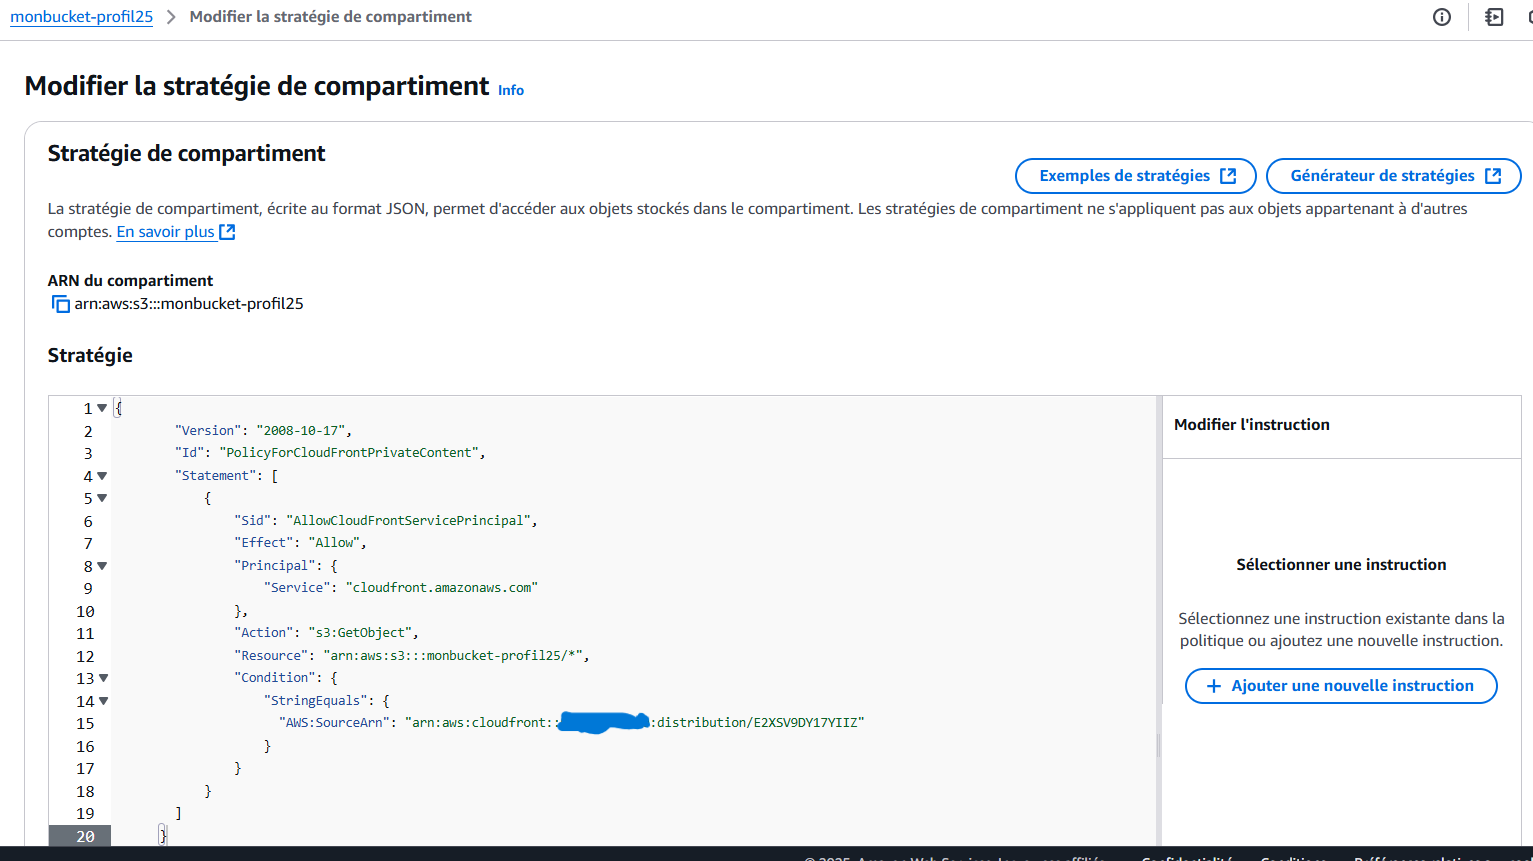 monbucket-profil25 > Modifier la stratégie de compartiment
Modifier la stratégie de compartiment Info
Stratégie de compartiment
Exemples de stratégies
Générateur de stratégies
La stratégie de compartiment, écrite au format JSON, permet d'accéder aux objets stockés dans le compartiment. Les stratégies de compartiment ne s'appliquent pas aux objets appartenant à d'autres
comptes. En savoir plus
ARN du compartiment
arn:aws:s3:::monbucket-profil25
Stratégie
1 {
2 "Version": "2008-10-17",
3 "Id": "PolicyForCloudFrontPrivateContent",
4 "Statement": [
5 {
6 "Sid": "AllowCloudFrontServicePrincipal",
7 "Effect": "Allow",
8 "Principal": {
9 "Service": "cloudfront.amazonaws.com"
10 },
11 "Action": "s3:GetObject",
12 "Resource": "arn:aws:s3:::monbucket-profil25/*",
13 "Condition": {
14 "StringEquals": {
15 "AWS:SourceArn": "arn:aws:cloudfront:: :distribution/E2XSV9DY17YIIZ"
16 }
17 }
18 }
19 ]
20 }
Modifier l'instruction
Sélectionner une instruction
Sélectionnez une instruction existante dans la
politique ou ajoutez une nouvelle instruction.
+ Ajouter une nouvelle instruction